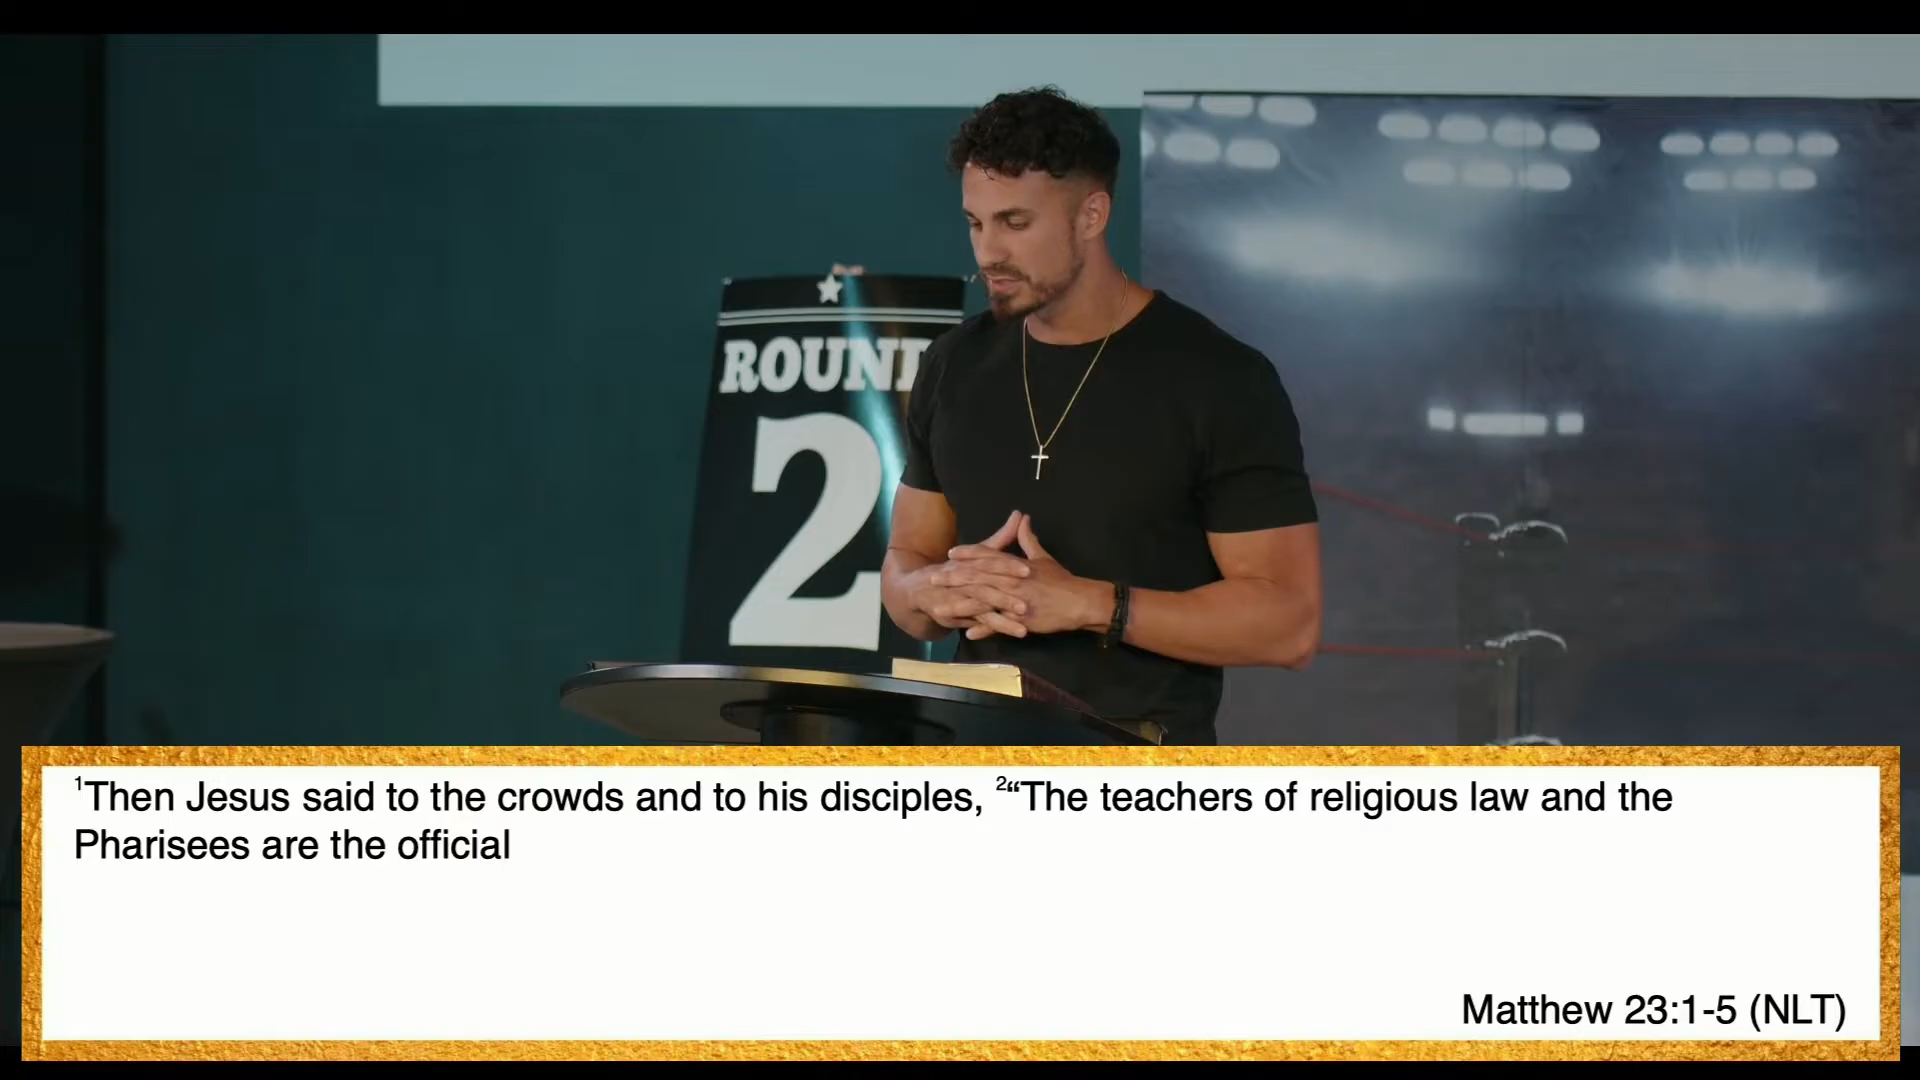 ROUND
2
¹Then Jesus said to the crowds and to his disciples, ²“The teachers of religious law and the
Pharisees are the official
Matthew 23:1-5 (NLT)